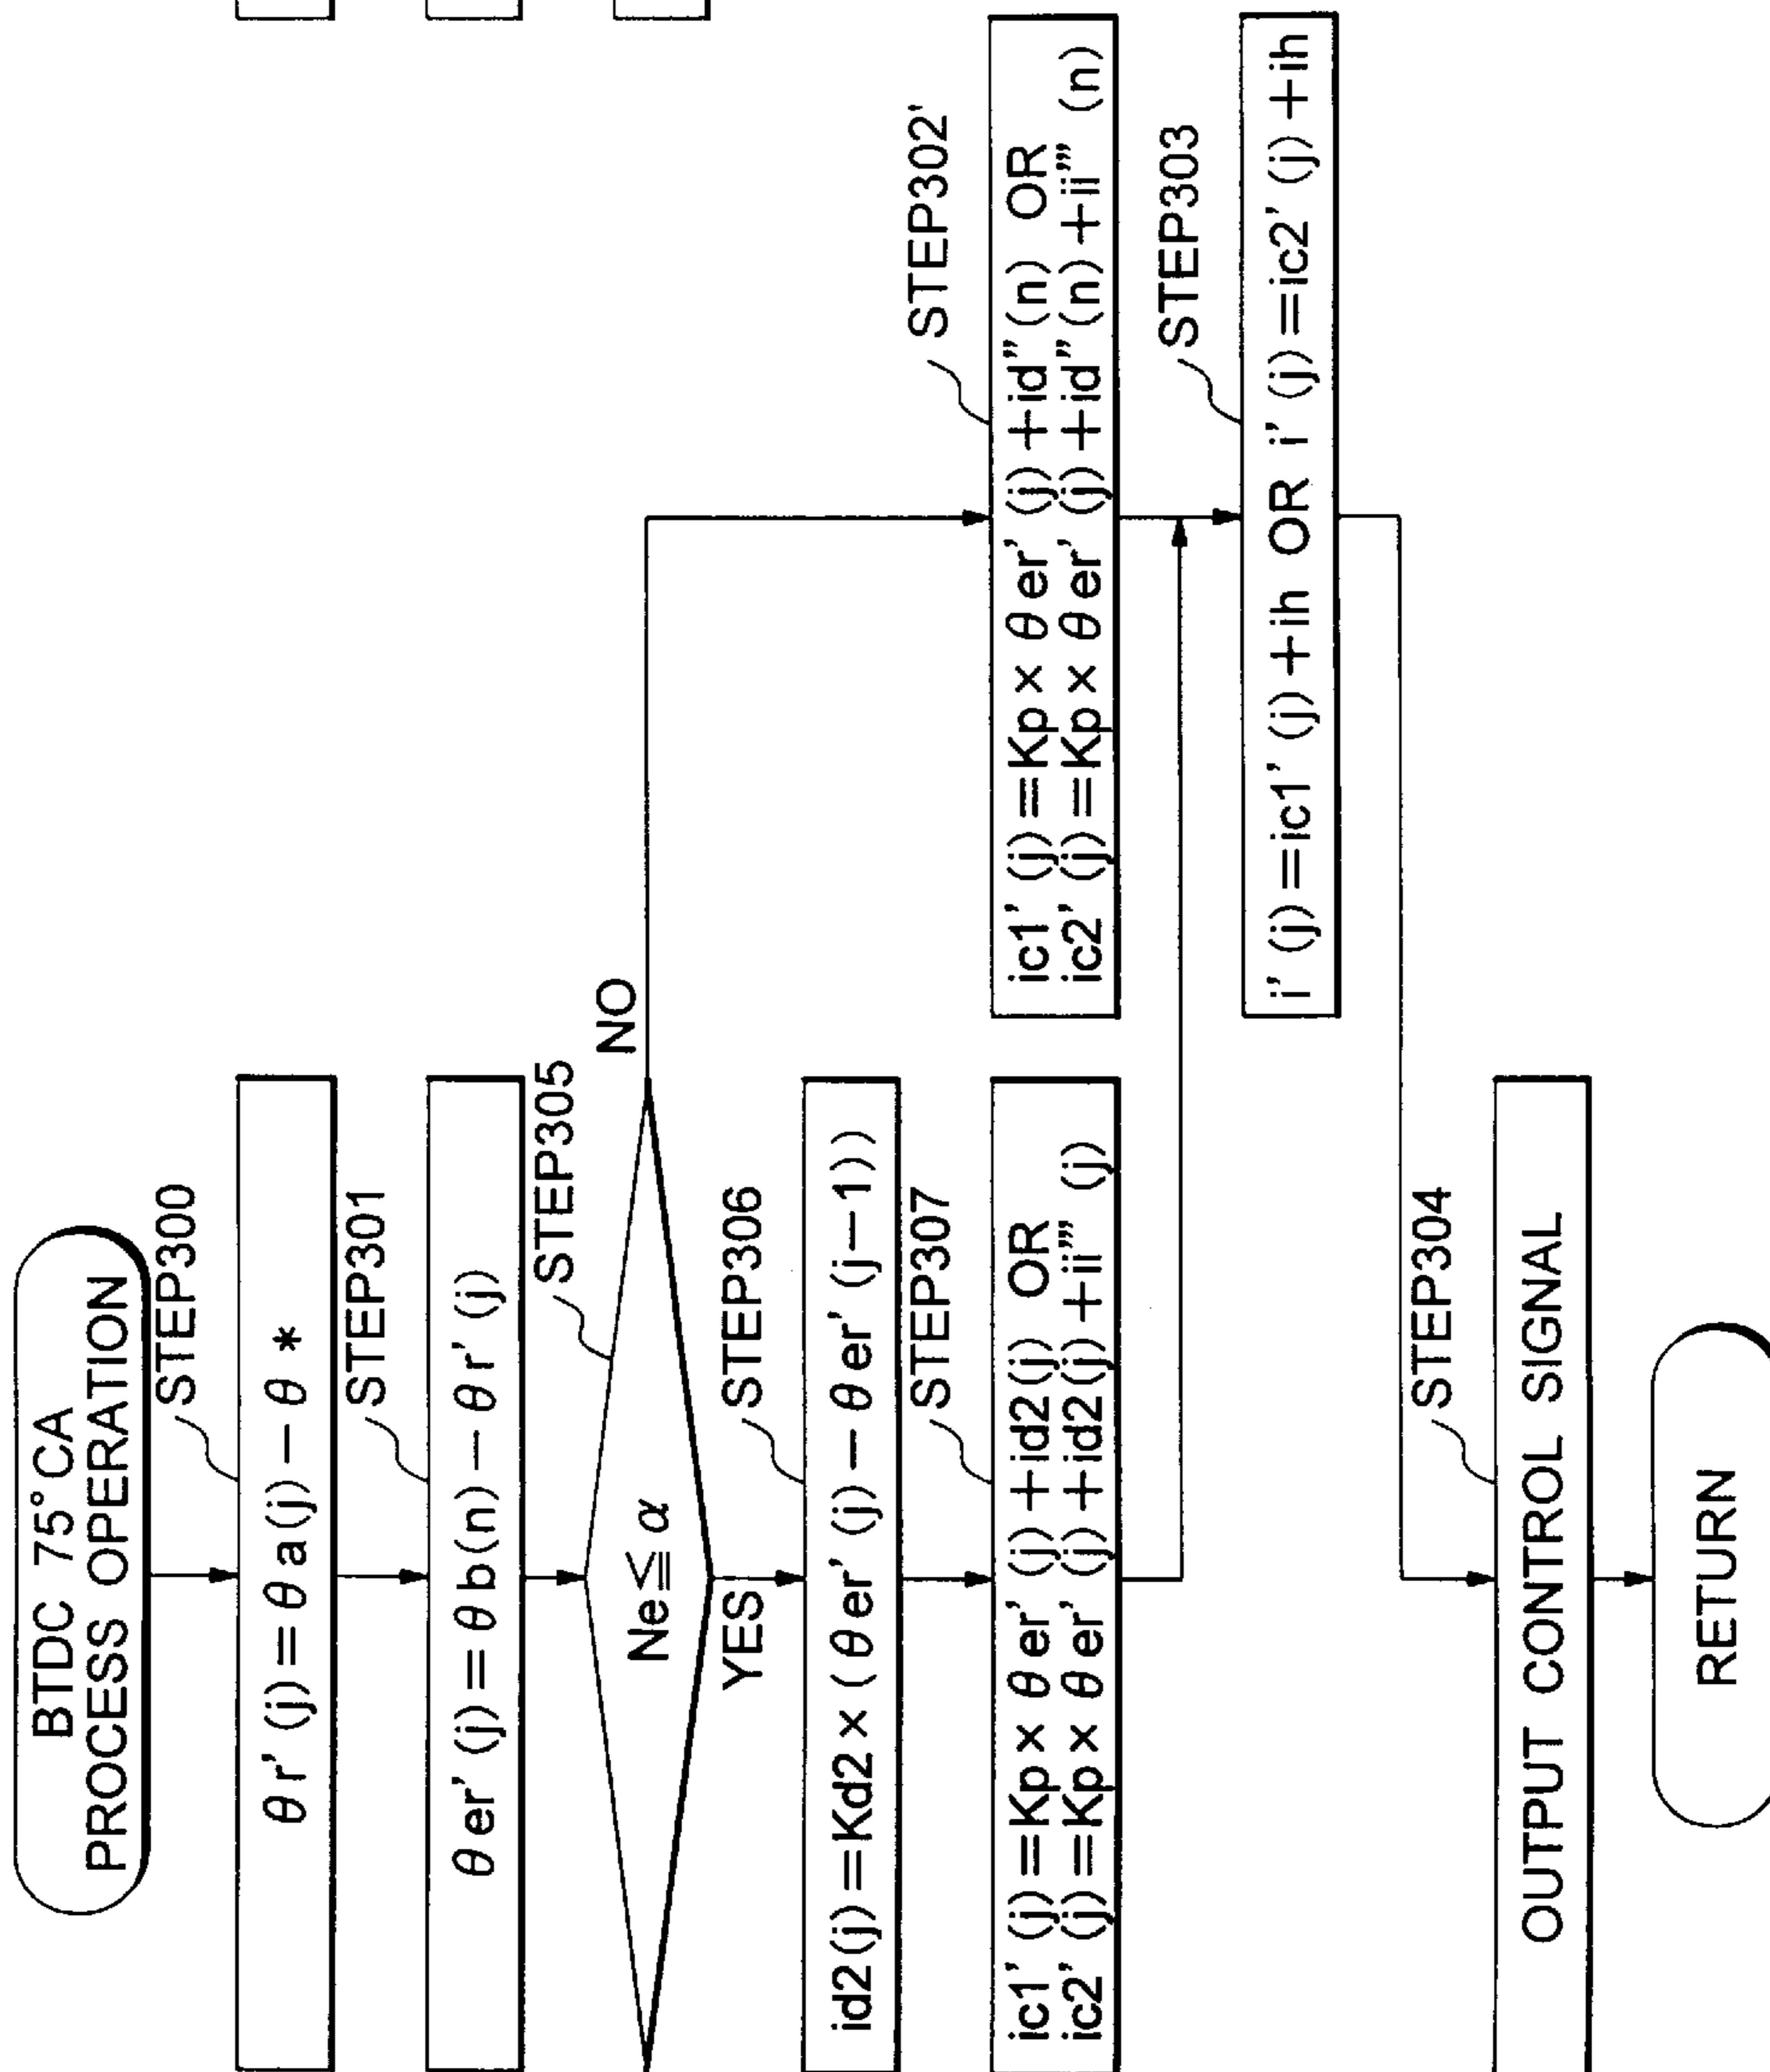 BTDC 75°CA
PROCESS OPERATION
STEP300
θr'(j)=θa(j)−θ*
STEP301
θer'(j)=θb(n)−θr'(j)
STEP305
Ne≦α
NO
YES
STEP306
id2(j)=Kd2×(θer'(j)−θer'(j−1))
STEP307
ic1'(j)=Kp×θer'(j)+id2(j) OR
ic2'(j)=Kp×θer'(j)+id2(j)+ii'''(j)
STEP302'
ic1'(j)=Kp×θer'(j)+id''(n) OR
ic2'(j)=Kp×θer'(j)+id''(n)+ii'''(n)
STEP303
i'(j)=ic1'(j)+ih OR i'(j)=ic2'(j)+ih
STEP304
OUTPUT CONTROL SIGNAL
RETURN